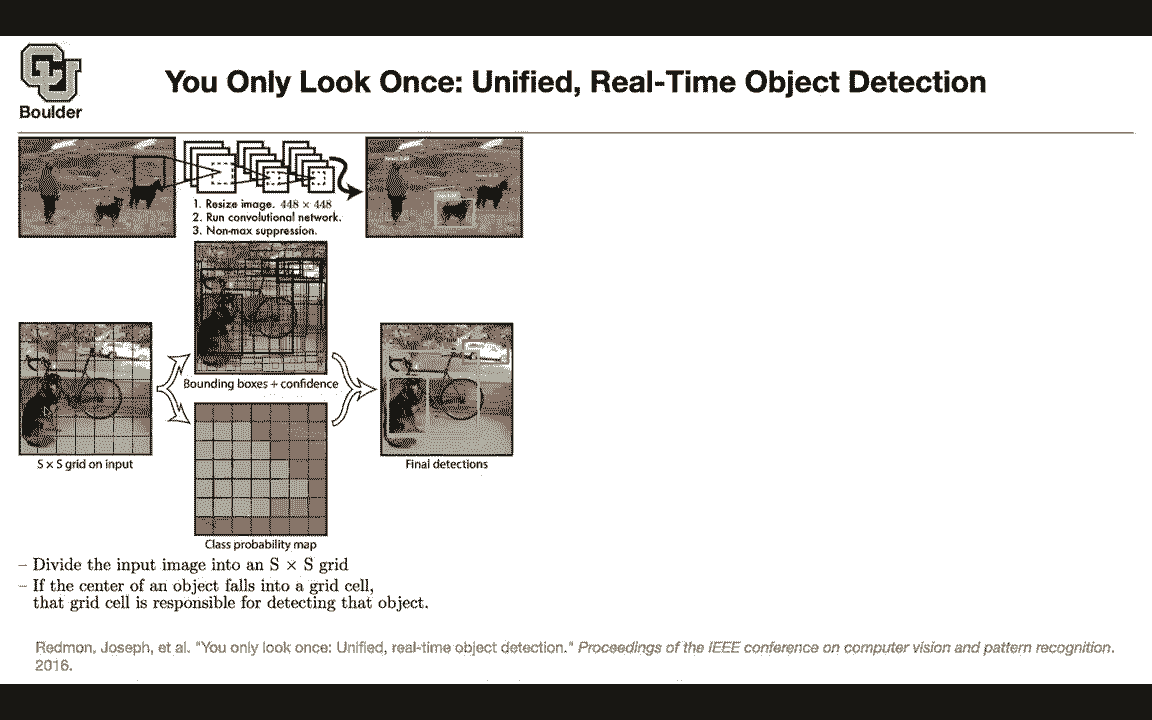 Boulder
You Only Look Once: Unified, Real-Time Object Detection
1. Resize image. 448 × 448
2. Run convolutional network.
3. Non-max suppression.
Bounding boxes + confidence
S x S grid on input
Final detections
Class probability map
– Divide the input image into an S × S grid
– If the center of an object falls into a grid cell,
that grid cell is responsible for detecting that object.
Redmon, Joseph, et al. "You only look once: Unified, real-time object detection." Proceedings of the IEEE conference on computer vision and pattern recognition.
2016.